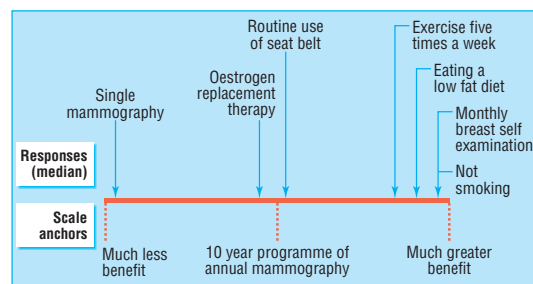 Routine use
of seat belt
Exercise five
times a week
Oestrogen
replacement
therapy
Eating a
low fat diet
Single
mammography
Monthly
breast self
examination
Responses
(median)
Not
smoking
Scale
anchors
Much less
benefit
10 year programme of
annual mammography
Much greater
benefit